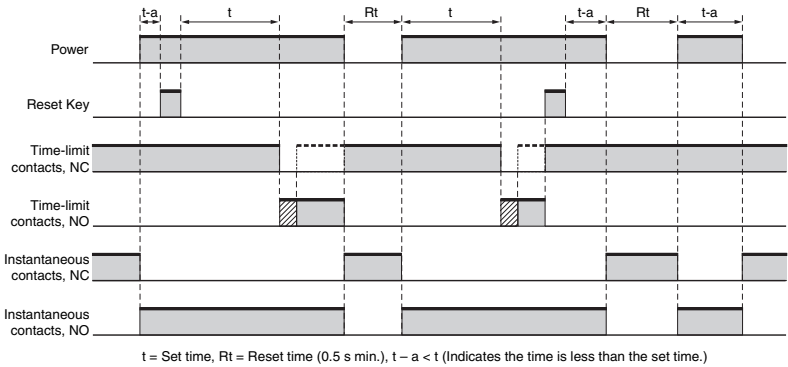 t-a t Rt t t-a Rt t-a
Power
Reset Key
Time-limit
contacts, NC
Time-limit
contacts, NO
Instantaneous
contacts, NC
Instantaneous
contacts, NO
t = Set time, Rt = Reset time (0.5 s min.), t − a < t (Indicates the time is less than the set time.)